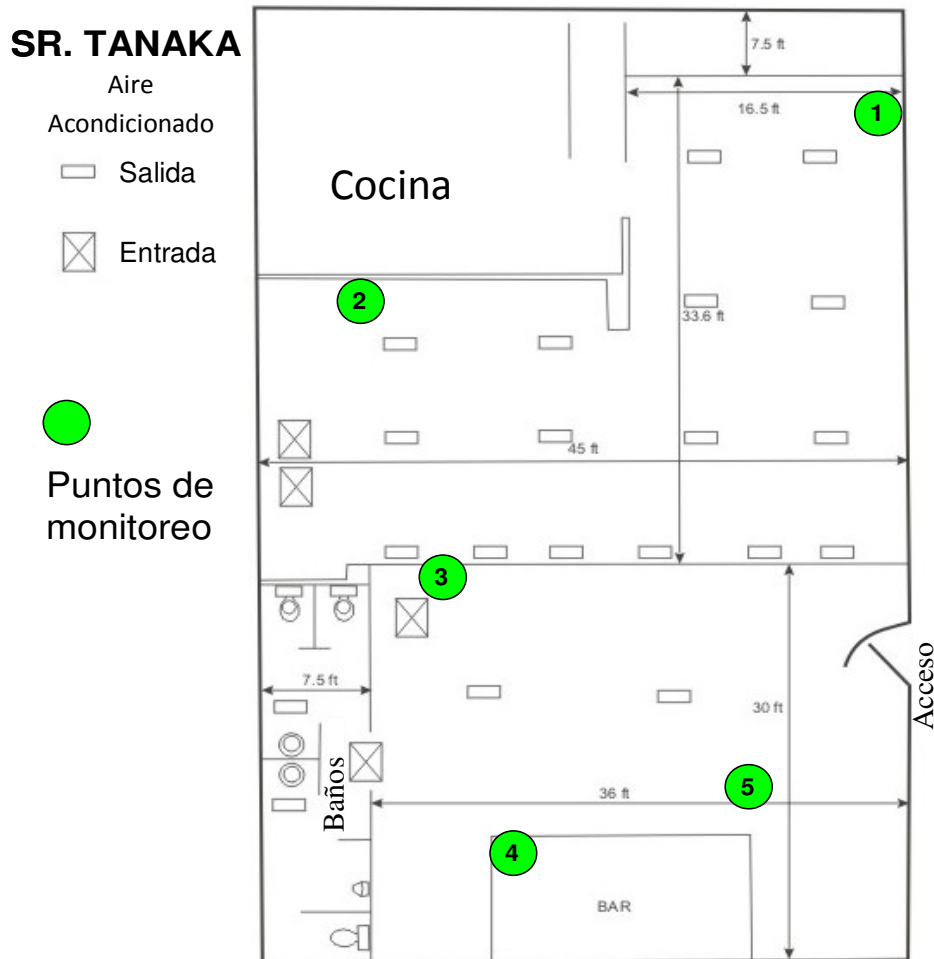 SR. TANAKA
Aire
Acondicionado
Salida
Entrada
Puntos de
monitoreo
7.5 ft
16.5 ft
1
Cocina
2
33.6 ft
45 ft
3
7.5 ft
30 ft
Acceso
Baños
36 ft
5
4
BAR